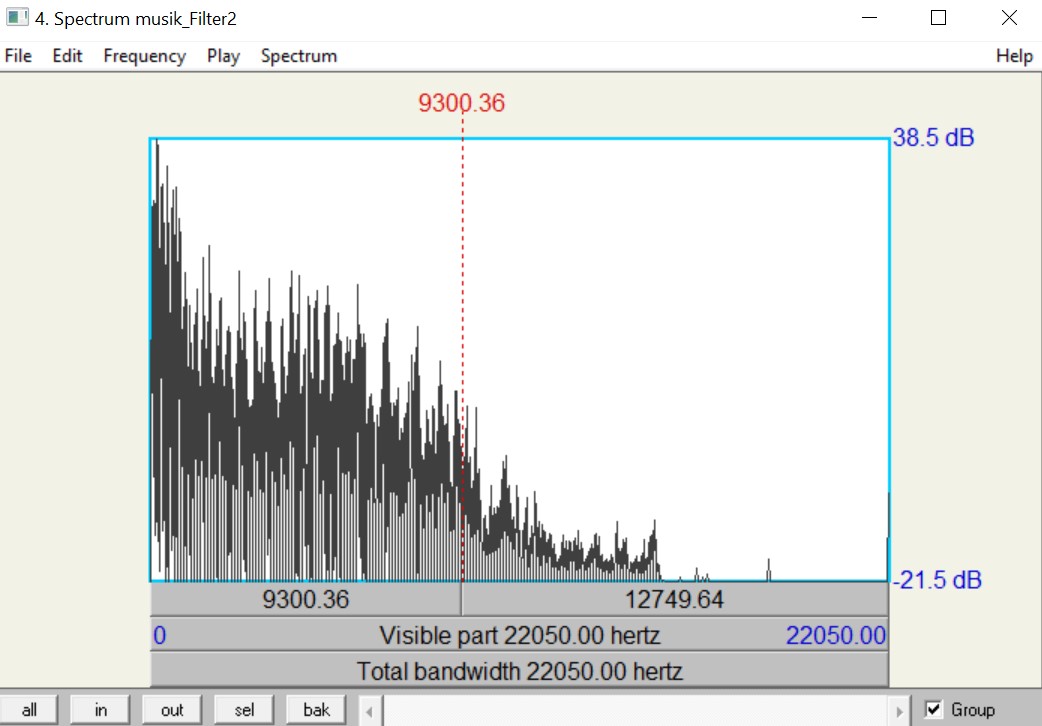 4. Spectrum musik_Filter2
File Edit Frequency Play Spectrum Help
9300.36
38.5 dB
-21.5 dB
9300.36 12749.64
0 Visible part 22050.00 hertz 22050.00
Total bandwidth 22050.00 hertz
all in out sel bak Group